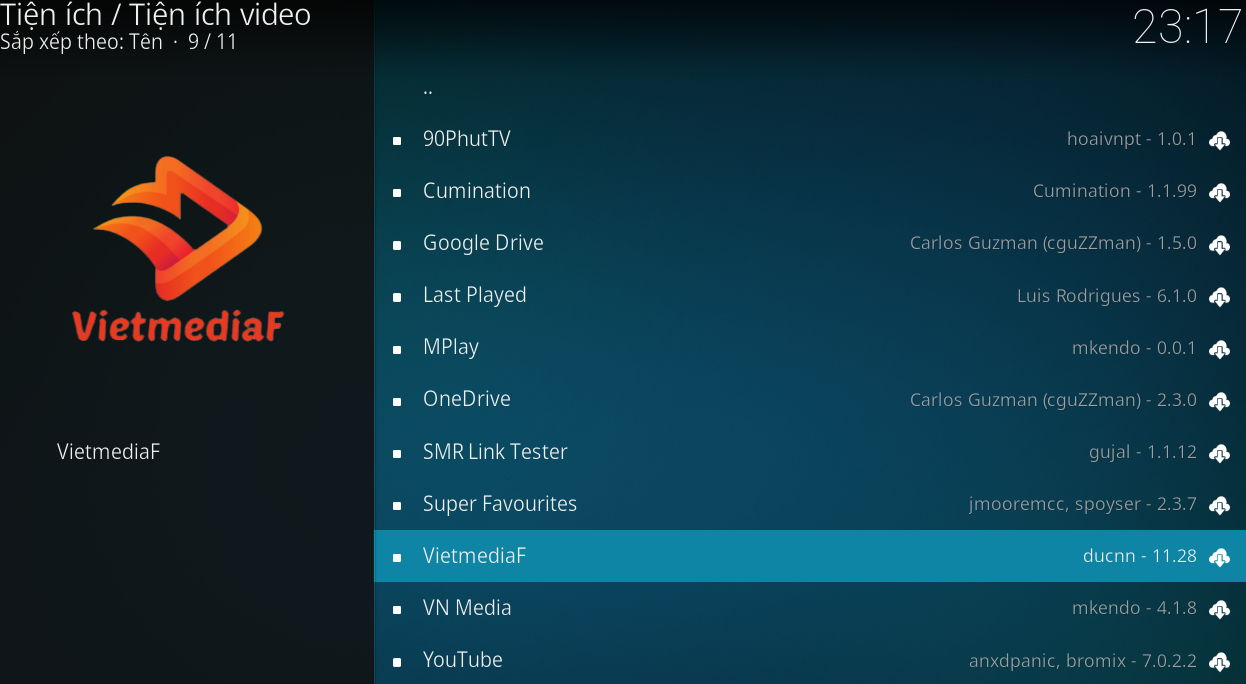 Tiện ích / Tiện ích video
Sắp xếp theo: Tên · 9 / 11
23:17
VietmediaF
VietmediaF
..
90PhutTV hoaivnpt - 1.0.1
Cumination Cumination - 1.1.99
Google Drive Carlos Guzman (cguZZman) - 1.5.0
Last Played Luis Rodrigues - 6.1.0
MPlay mkendo - 0.0.1
OneDrive Carlos Guzman (cguZZman) - 2.3.0
SMR Link Tester gujal - 1.1.12
Super Favourites jmooremcc, spoyser - 2.3.7
VietmediaF ducnn - 11.28
VN Media mkendo - 4.1.8
YouTube anxdpanic, bromix - 7.0.2.2